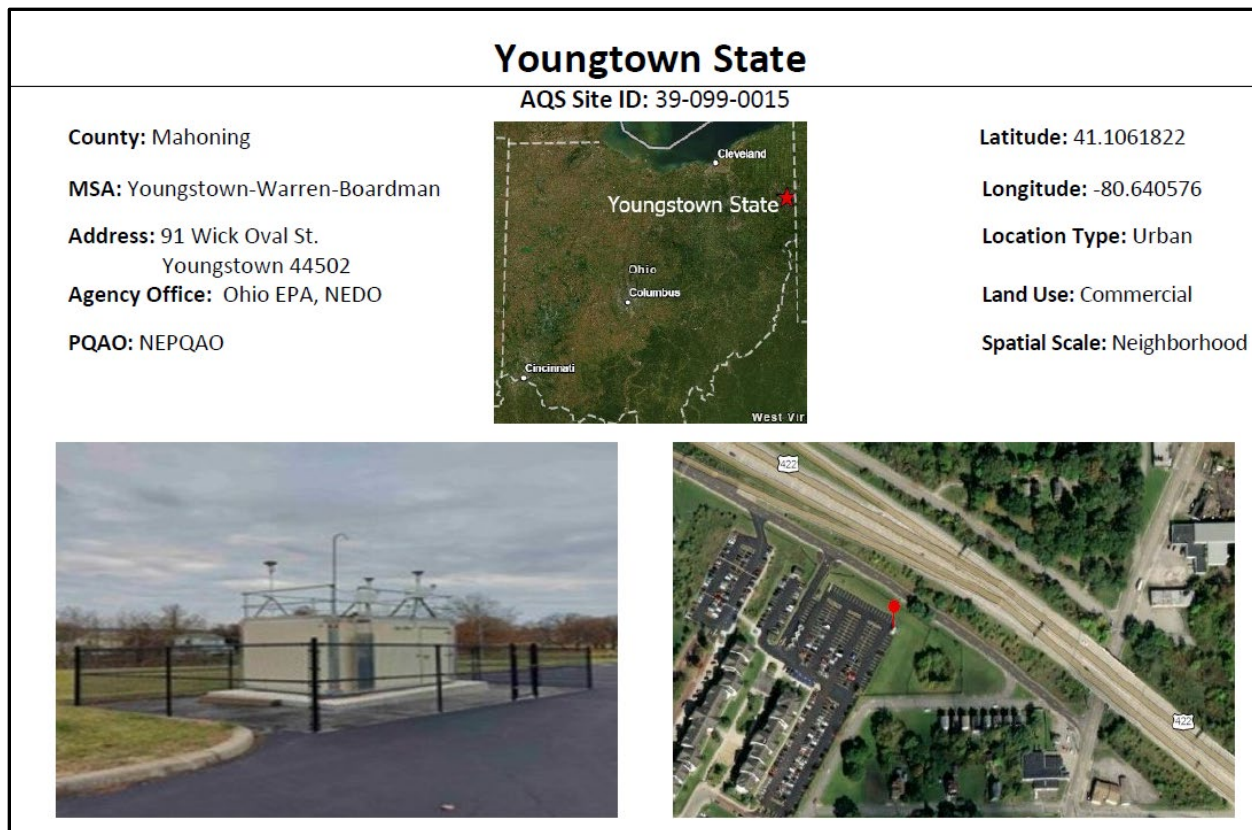 Youngtown State
AQS Site ID: 39-099-0015
County: Mahoning
MSA: Youngstown-Warren-Boardman
Address: 91 Wick Oval St.
Youngstown 44502
Agency Office: Ohio EPA, NEDO
PQAO: NEPQAO
Cleveland
Youngstown State
Ohio
Columbus
Cincinnati
West Vir
Latitude: 41.1061822
Longitude: -80.640576
Location Type: Urban
Land Use: Commercial
Spatial Scale: Neighborhood
422
422